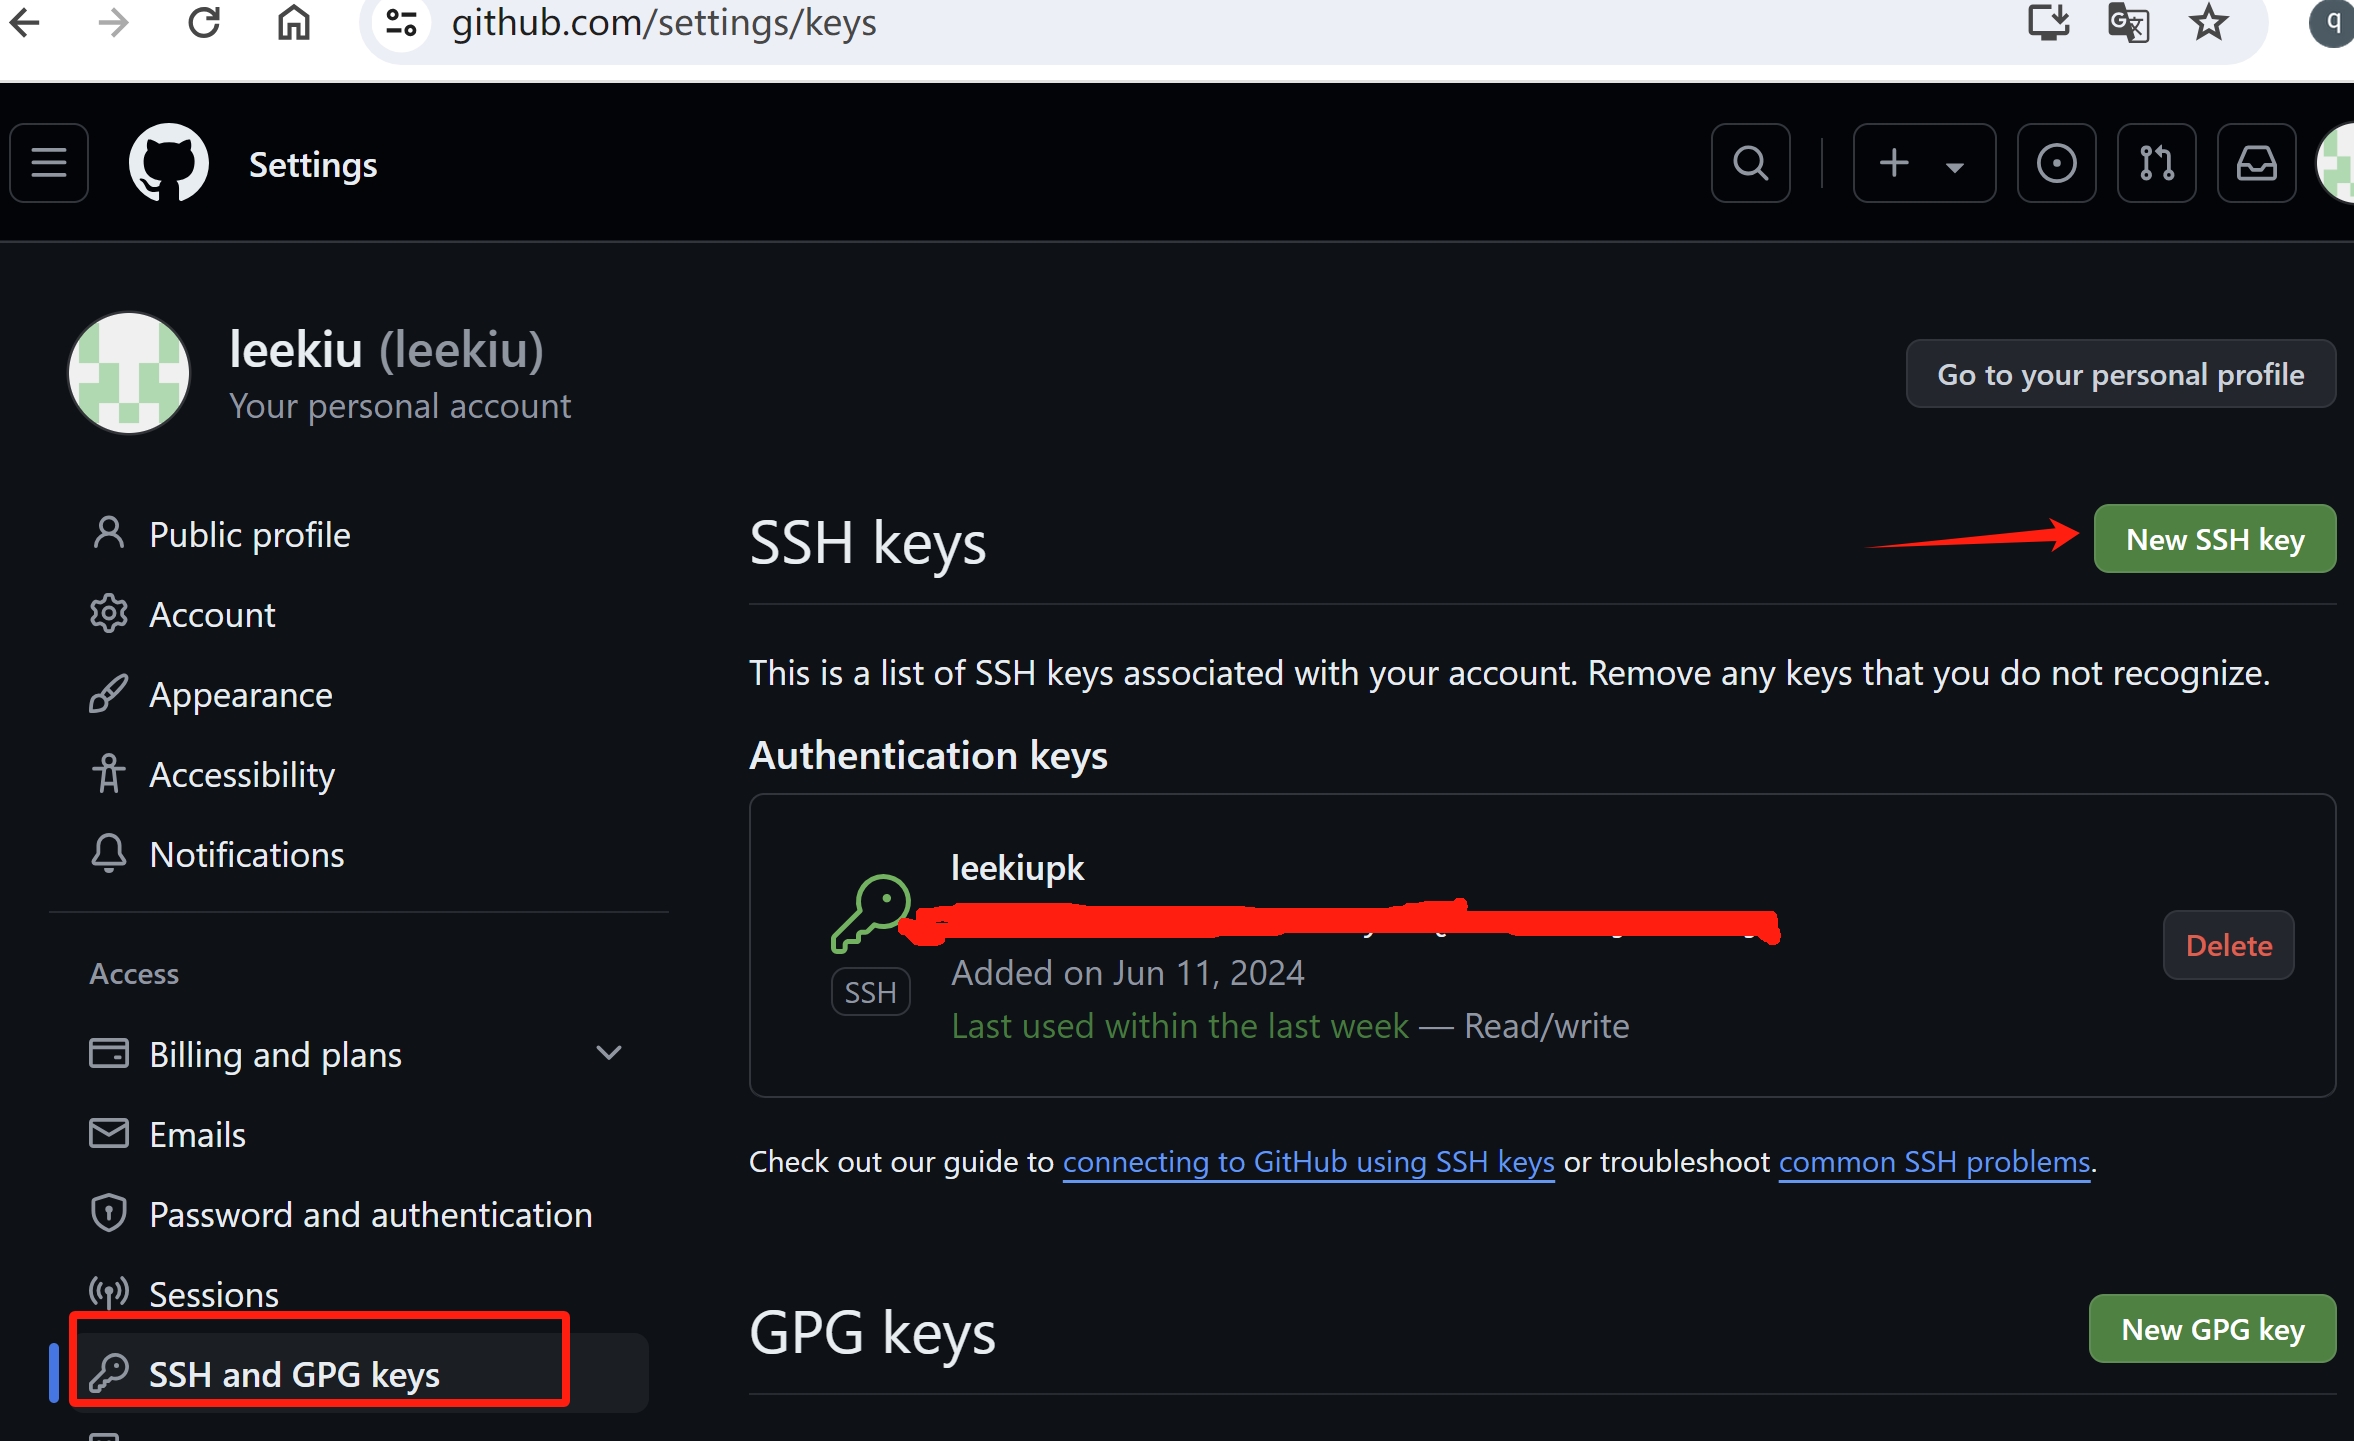 github.com/settings/keys
q
Settings
leekiu (leekiu)
Your personal account
Go to your personal profile
Public profile
Account
Appearance
Accessibility
Notifications
Access
Billing and plans
Emails
Password and authentication
Sessions
SSH and GPG keys
SSH keys
New SSH key
This is a list of SSH keys associated with your account. Remove any keys that you do not recognize.
Authentication keys
leekiupk
SSH
Added on Jun 11, 2024
Last used within the last week — Read/write
Delete
Check out our guide to connecting to GitHub using SSH keys or troubleshoot common SSH problems.
GPG keys
New GPG key